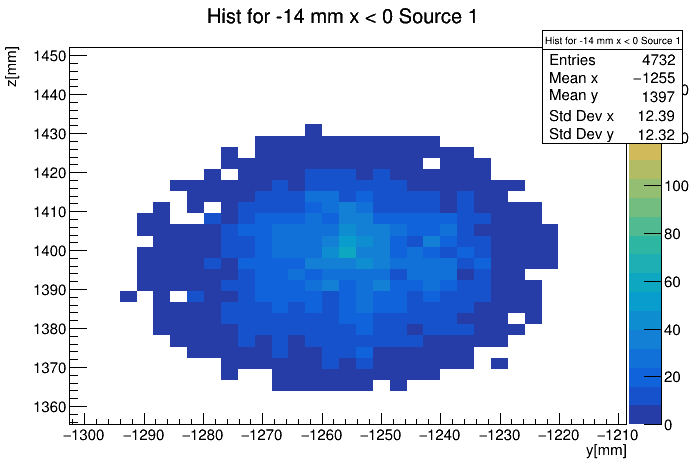 Hist for -14 mm x < 0 Source 1
Hist for -14 mm x < 0 Source 1
Entries 4732
Mean x −1255
Mean y 1397
Std Dev x 12.39
Std Dev y 12.32
z[mm]
1450
1440
1430
1420
1410
1400
1390
1380
1370
1360
−1300 −1290 −1280 −1270 −1260 −1250 −1240 −1230 −1220 −1210
y[mm]
100
80
60
40
20
0